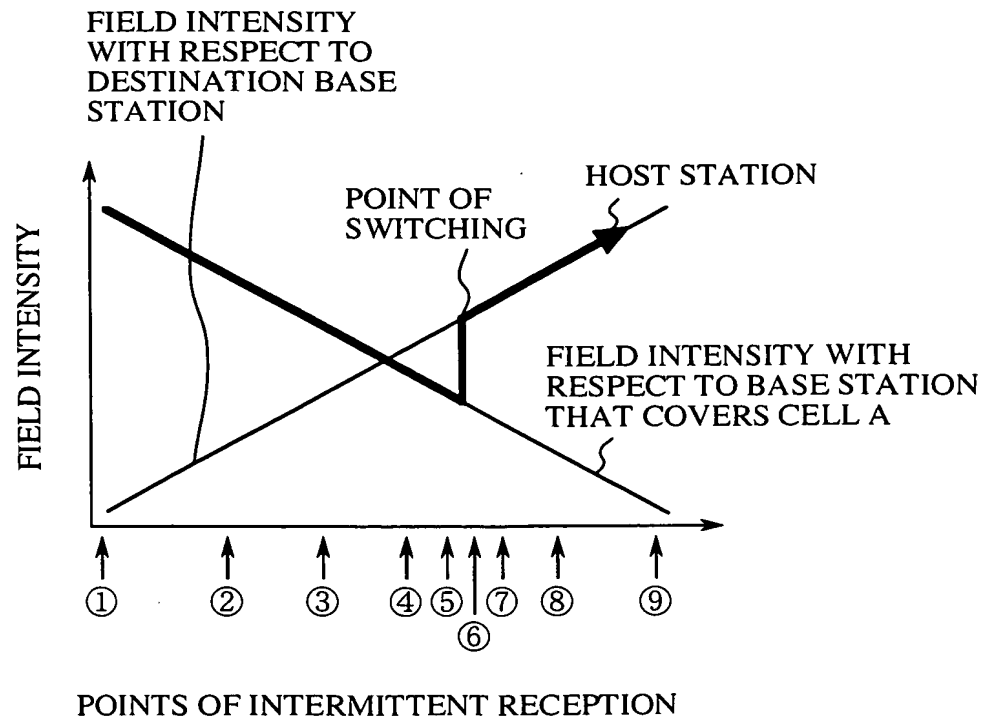 FIELD INTENSITY
WITH RESPECT TO
DESTINATION BASE
STATION
POINT OF
SWITCHING
HOST STATION
FIELD INTENSITY
FIELD INTENSITY WITH
RESPECT TO BASE STATION
THAT COVERS CELL A
① ② ③ ④ ⑤ ⑥ ⑦ ⑧ ⑨
POINTS OF INTERMITTENT RECEPTION